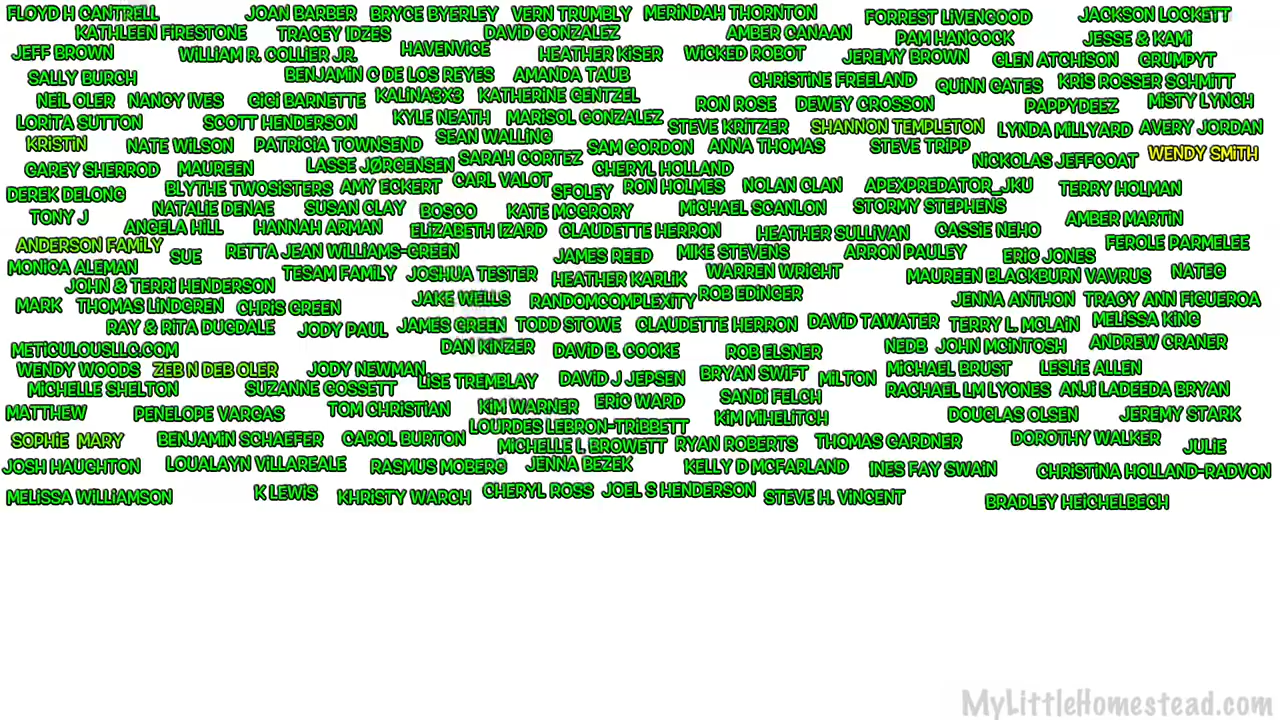 FLOYD H CANTRELL JOAN BARBER BRYCE BYERLEY VERN TRUMBLY MERINDAH THORNTON FORREST LIVENGOOD JACKSON LOCKETT
KATHLEEN FIRESTONE TRACEY IDZES DAVID GONZALEZ AMBER CANAAN PAM HANCOCK JESSE & KAMI
JEFF BROWN WILLIAM R. COLLIER JR. HAVENVICE HEATHER KISER WICKED ROBOT JEREMY BROWN GLEN ATCHISON GRUMPYT
SALLY BURCH BENJAMIN C DE LOS REYES AMANDA TAUB CHRISTINE FREELAND QUINN GATES KRIS ROSSER SCHMITT
NEIL OLER NANCY IVES GIGI BARNETTE KALINA3X3 KATHERINE GENTZEL RON ROSE DEWEY CROSSON PAPPYDEEZ MISTY LYNCH
LORITA SUTTON SCOTT HENDERSON KYLE NEATH MARISOL GONZALEZ STEVE KRITZER SHANNON TEMPLETON LYNDA MILLYARD AVERY JORDAN
KRISTIN NATE WILSON PATRICIA TOWNSEND SEAN WALLING SAM GORDON ANNA THOMAS STEVE TRIPP WENDY SMITH
CAREY SHERROD MAUREEN LASSE JØRGENSEN SARAH CORTEZ CHERYL HOLLAND NICKOLAS JEFFCOAT
DEREK DELONG BLYTHE TWOSISTERS AMY ECKERT CARL VALOT SFOLEY RON HOLMES NOLAN CLAN APEXPREDATOR_JKU TERRY HOLMAN
TONY J NATALIE DENAE SUSAN CLAY BOSCO KATE MCGRORY MICHAEL SCANLON STORMY STEPHENS AMBER MARTIN
ANGELA HILL HANNAH ARMAN ELIZABETH IZARD CLAUDETTE HERRON HEATHER SULLIVAN CASSIE NEHO
ANDERSON FAMILY SUE RETTA JEAN WILLIAMS-GREEN JAMES REED MIKE STEVENS ARRON PAULEY ERIC JONES FEROLE PARMELEE
MONICA ALEMAN TESAM FAMILY JOSHUA TESTER HEATHER KARLIK WARREN WRIGHT MAUREEN BLACKBURN VAVRUS NATEG
JOHN & TERRI HENDERSON
MARK THOMAS LINDGREN CHRIS GREEN JAKE WELLS RANDOMCOMPLEXITY ROB EDINGER JENNA ANTHON TRACY ANN FIGUEROA
RAY & RITA DUGDALE JODY PAUL JAMES GREEN TODD STOWE CLAUDETTE HERRON DAVID TAWATER TERRY L. MCLAIN MELISSA KING
METICULOUSLLC.COM DAN KINZER DAVID B. COOKE ROB ELSNER NEDB JOHN MCINTOSH ANDREW CRANER
WENDY WOODS ZEB N DEB OLER JODY NEWMAN LISE TREMBLAY DAVID J JEPSEN BRYAN SWIFT MILTON MICHAEL BRUST LESLIE ALLEN
MICHELLE SHELTON SUZANNE GOSSETT ERIC WARD SANDI FELCH RACHAEL LM LYONES ANJI LADEEDA BRYAN
MATTHEW PENELOPE VARGAS TOM CHRISTIAN KIM WARNER KIM MIHELITCH DOUGLAS OLSEN JEREMY STARK
LOURDES LEBRON-TRIBBETT
SOPHIE MARY BENJAMIN SCHAEFER CAROL BURTON MICHELLE L BROWETT RYAN ROBERTS THOMAS GARDNER DOROTHY WALKER JULIE
JOSH HAUGHTON LOUALAYN VILLAREALE RASMUS MOBERG JENNA BEZEK KELLY D MCFARLAND INES FAY SWAIN CHRISTINA HOLLAND-RADVON
MELISSA WILLIAMSON K LEWIS KHRISTY WARCH CHERYL ROSS JOEL S HENDERSON STEVE H. VINCENT BRADLEY HEICHELBECH
MyLittleHomestead.com